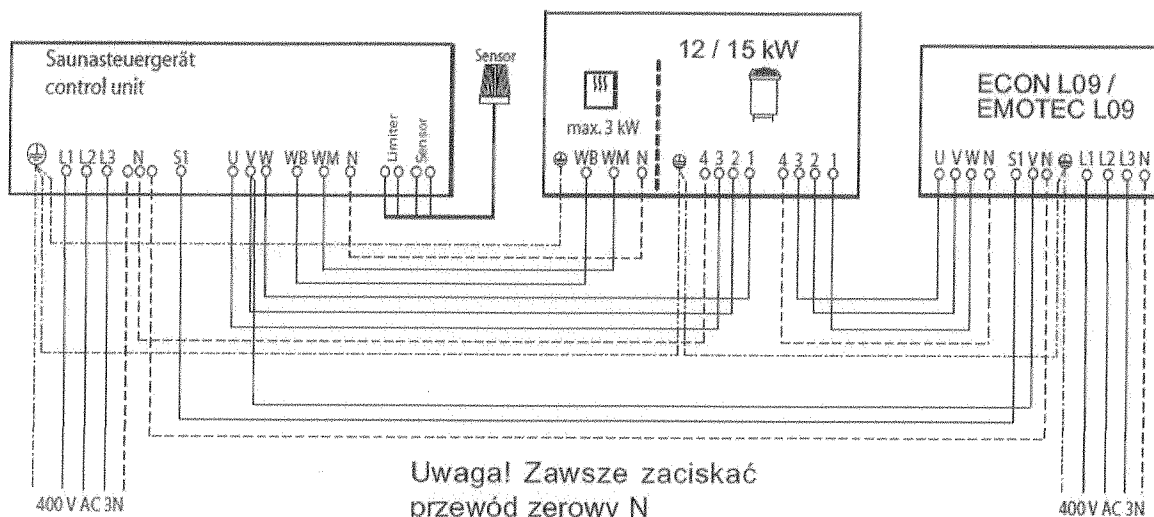 Saunasteuergerät
control unit
L1 L2 L3 N S1 U V W WB WM N Limiter Sensor
Sensor
12 / 15 kW
max. 3 kW
WB WM N 4 3 2 1 4 3 2 1
ECON L09 /
EMOTEC L09
U V W N S1 V N L1 L2 L3 N
400 V AC 3N
Uwaga! Zawsze zaciskać
przewód zerowy N
400 V AC 3N